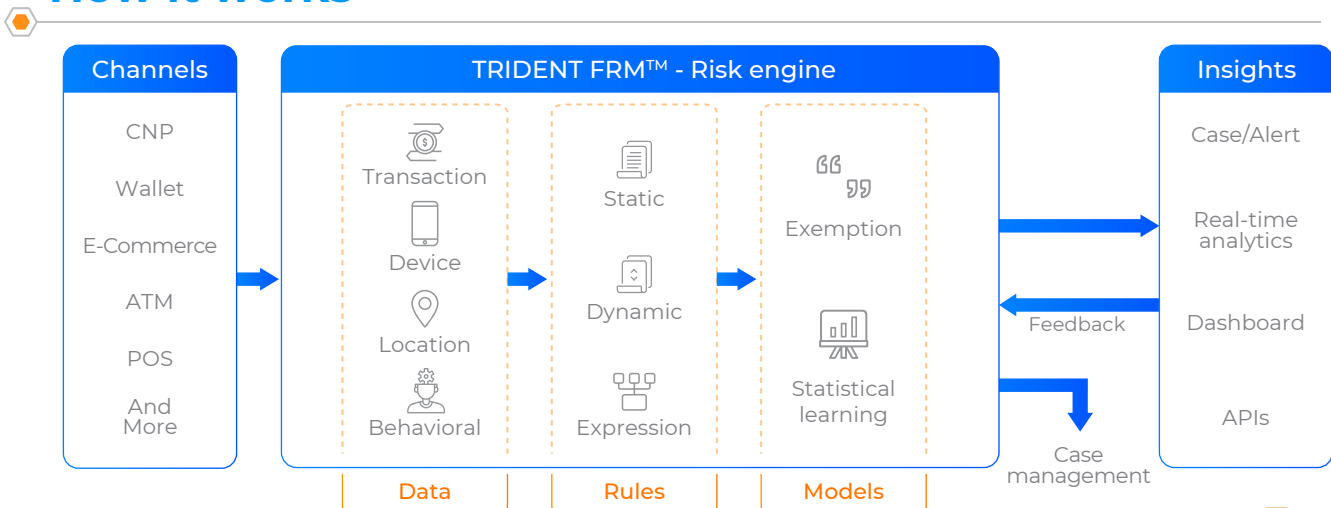 How it works
Channels
CNP
Wallet
E-Commerce
ATM
POS
And
More
TRIDENT FRM™ - Risk engine
Transaction
Device
Location
Behavioral
Data
Static
Dynamic
Expression
Rules
Exemption
Statistical
learning
Models
Feedback
Case
management
Insights
Case/Alert
Real-time
analytics
Dashboard
APIs